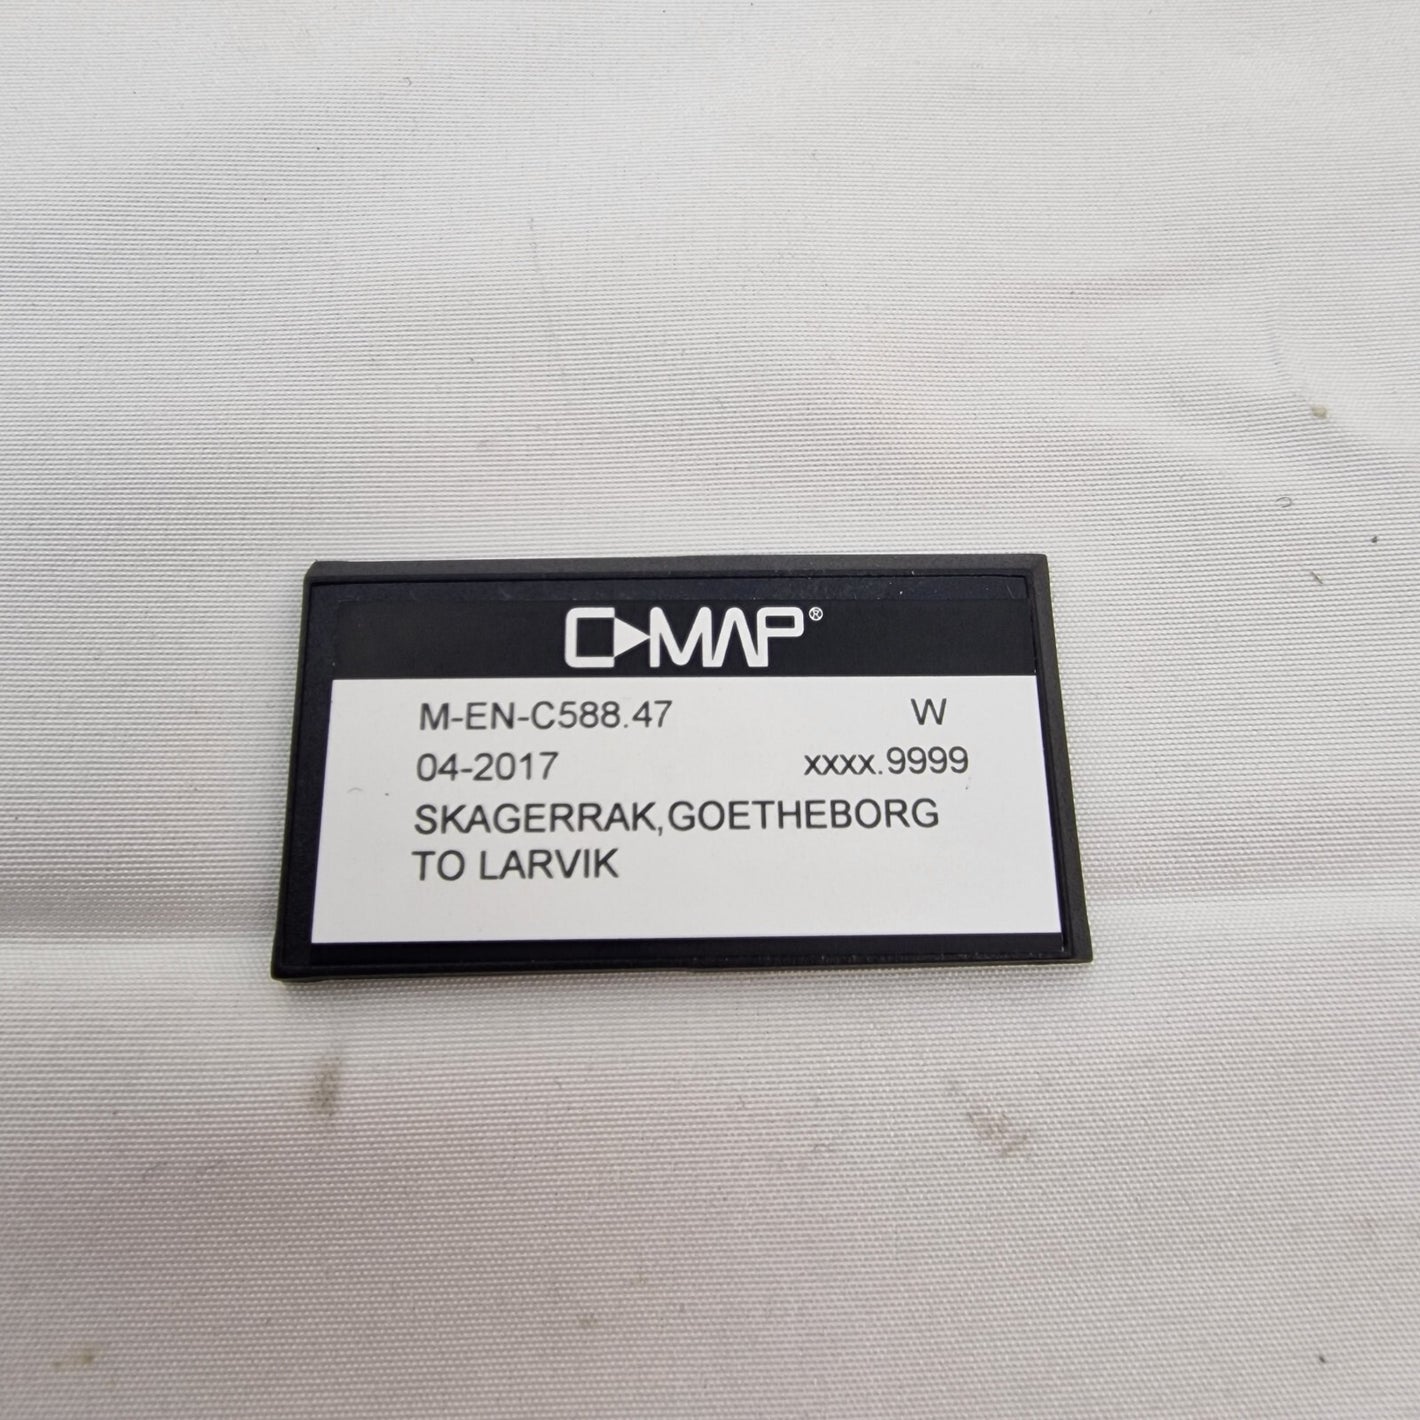 C-MAP®
M-EN-C588.47 W
04-2017 xxxx.9999
SKAGERRAK,GOETHEBORG
TO LARVIK